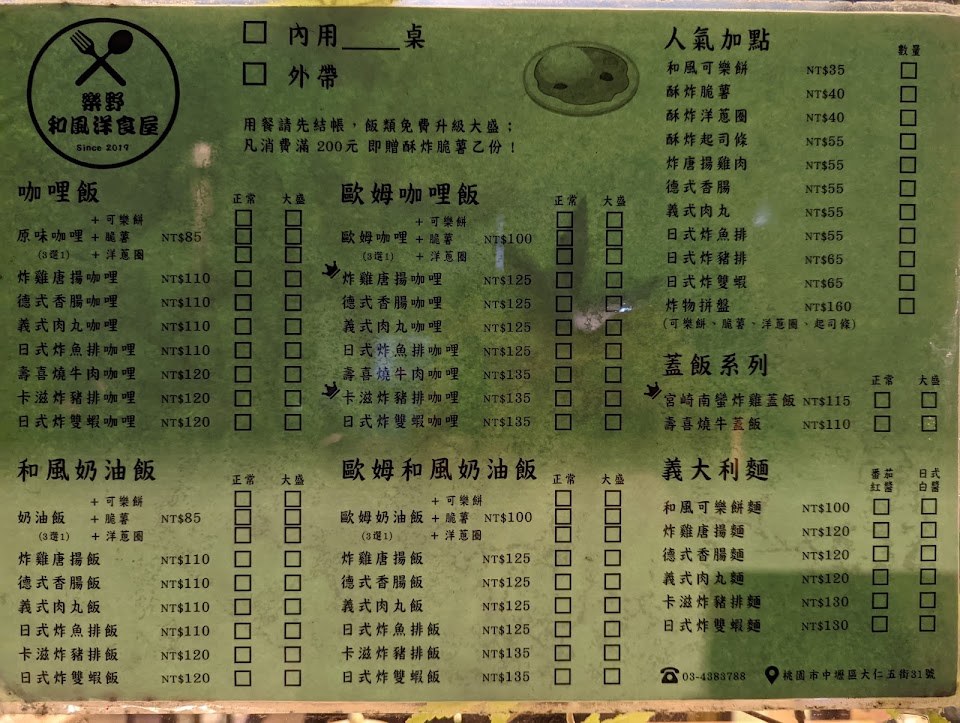 樂野
和風洋食屋
Since 2019
內用____桌
外帶
用餐請先結帳，飯類免費升級大盛；
凡消費滿 200元 即贈酥炸脆薯乙份！
咖哩飯 正常 大盛
+ 可樂餅
原味咖哩 + 脆薯 NT$85
(3選1) + 洋蔥圈
炸雞唐揚咖哩 NT$110
德式香腸咖哩 NT$110
義式肉丸咖哩 NT$110
日式炸魚排咖哩 NT$110
壽喜燒牛肉咖哩 NT$120
卡滋炸豬排咖哩 NT$120
日式炸雙蝦咖哩 NT$120
和風奶油飯 正常 大盛
+ 可樂餅
奶油飯 + 脆薯 NT$85
(3選1) + 洋蔥圈
炸雞唐揚飯 NT$110
德式香腸飯 NT$110
義式肉丸飯 NT$110
日式炸魚排飯 NT$110
卡滋炸豬排飯 NT$120
日式炸雙蝦飯 NT$120
歐姆咖哩飯 正常 大盛
+ 可樂餅
歐姆咖哩 + 脆薯 NT$100
(3選1) + 洋蔥圈
炸雞唐揚咖哩 NT$125
德式香腸咖哩 NT$125
義式肉丸咖哩 NT$125
日式炸魚排咖哩 NT$125
壽喜燒牛肉咖哩 NT$135
卡滋炸豬排咖哩 NT$135
日式炸雙蝦咖哩 NT$135
歐姆和風奶油飯 正常 大盛
+ 可樂餅
歐姆奶油飯 + 脆薯 NT$100
(3選1) + 洋蔥圈
炸雞唐揚飯 NT$125
德式香腸飯 NT$125
義式肉丸飯 NT$125
日式炸魚排飯 NT$125
卡滋炸豬排飯 NT$135
日式炸雙蝦飯 NT$135
人氣加點 數量
和風可樂餅 NT$35
酥炸脆薯 NT$40
酥炸洋蔥圈 NT$40
酥炸起司條 NT$55
炸唐揚雞肉 NT$55
德式香腸 NT$55
義式肉丸 NT$55
日式炸魚排 NT$55
日式炸豬排 NT$65
日式炸雙蝦 NT$65
炸物拼盤 NT$160
(可樂餅、脆薯、洋蔥圈、起司條)
蓋飯系列 正常 大盛
宮崎南蠻炸雞蓋飯 NT$115
壽喜燒牛蓋飯 NT$110
義大利麵 番茄紅醬 日式白醬
和風可樂餅麵 NT$100
炸雞唐揚麵 NT$120
德式香腸麵 NT$120
義式肉丸麵 NT$120
卡滋炸豬排麵 NT$130
日式炸雙蝦麵 NT$130
03-4383788 桃園市中壢區大仁五街31號